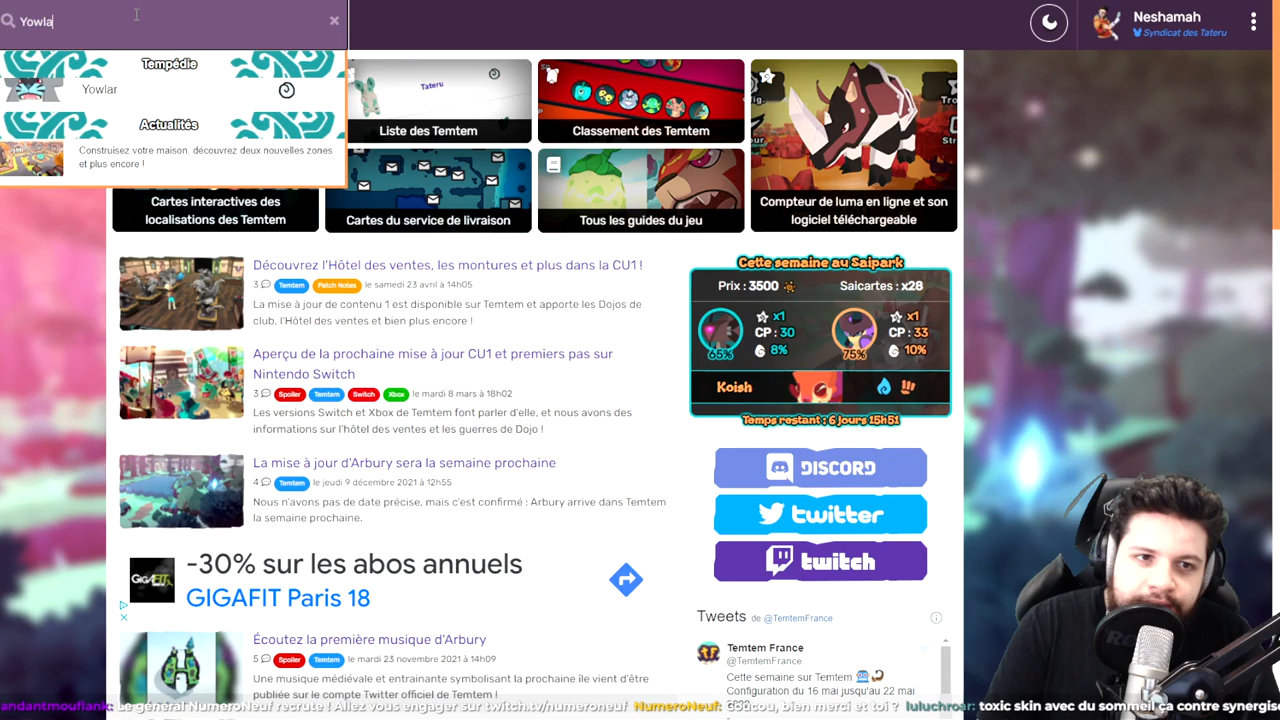 Yowla
Neshamah
Syndicat des Tateru
Tempédie
Yowlar
Actualités
Construisez votre maison, découvrez deux nouvelles zones
et plus encore !
Tateru
Liste des Temtem
Classement des Temtem
Cartes interactives des
localisations des Temtem
Cartes du service de livraison
Tous les guides du jeu
Compteur de luma en ligne et son
logiciel téléchargeable
Découvrez l'Hôtel des ventes, les montures et plus dans la CU1 !
3 Temtem Patch Notes le samedi 23 avril à 14h05
La mise à jour de contenu 1 est disponible sur Temtem et apporte les Dojos de
club, l'Hôtel des ventes et bien plus encore !
Aperçu de la prochaine mise à jour CU1 et premiers pas sur
Nintendo Switch
3 Spoiler Temtem Switch Xbox le mardi 8 mars à 18h02
Les versions Switch et Xbox de Temtem font parler d'elle, et nous avons des
informations sur l'hôtel des ventes et les guerres de Dojo !
La mise à jour d'Arbury sera la semaine prochaine
4 Temtem le jeudi 9 décembre 2021 à 12h55
Nous n'avons pas de date précise, mais c'est confirmé : Arbury arrive dans Temtem
la semaine prochaine.
GIGAFIT
-30% sur les abos annuels
GIGAFIT Paris 18
Écoutez la première musique d'Arbury
5 Spoiler Temtem le mardi 23 novembre 2021 à 14h09
Une musique médiévale et entrainante symbolisant la prochaine île vient d'être
publiée sur le compte Twitter officiel de Temtem !
Cette semaine au Saipark
Prix : 3500 Saicartes : x28
65% x1 CP : 30 8%
75% x1 CP : 33 10%
Koish
Temps restant : 6 jours 15h51
DISCORD
twitter
twitch
Tweets de @TemtemFrance
Temtem France
@TemtemFrance
Cette semaine sur Temtem
Configuration du 16 mai jusqu'au 22 mai
andantmouflank: Le général NumeroNeuf recrute ! Allez vous engager sur twitch.tv/numeroneuf NumeroNeuf: Coucou, bien merci et toi ? luluchroar: toxic skin avec du sommeil ça contre synergise